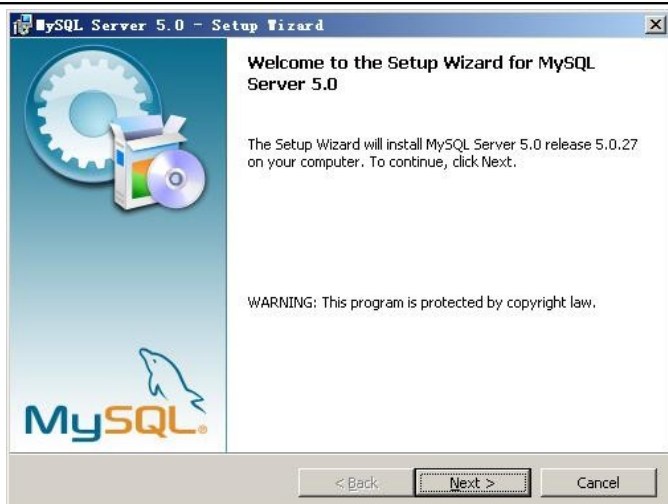 MySQL Server 5.0 - Setup Wizard
Welcome to the Setup Wizard for MySQL
Server 5.0
The Setup Wizard will install MySQL Server 5.0 release 5.0.27
on your computer. To continue, click Next.
WARNING: This program is protected by copyright law.
MySQL
< Back
Next >
Cancel